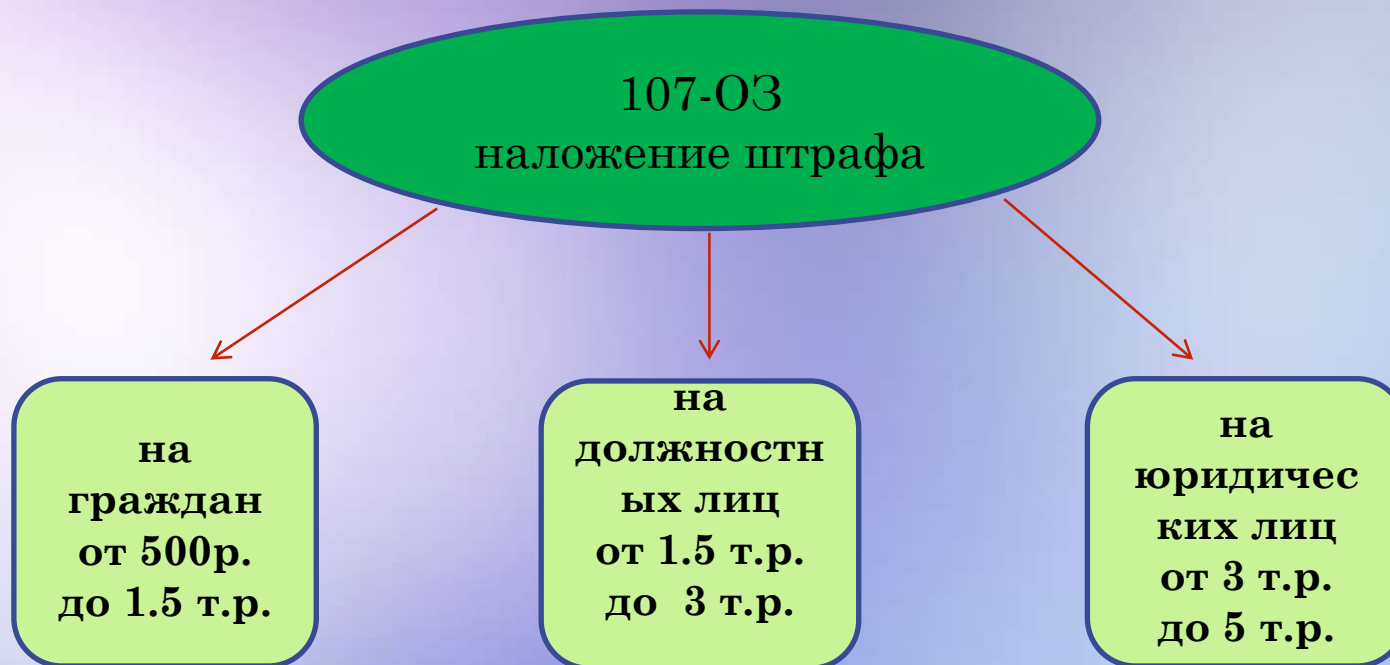 107-ОЗ
наложение штрафа
на
граждан
от 500р.
до 1.5 т.р.
на
должностн
ых лиц
от 1.5 т.р.
до 3 т.р.
на
юридичес
ких лиц
от 3 т.р.
до 5 т.р.